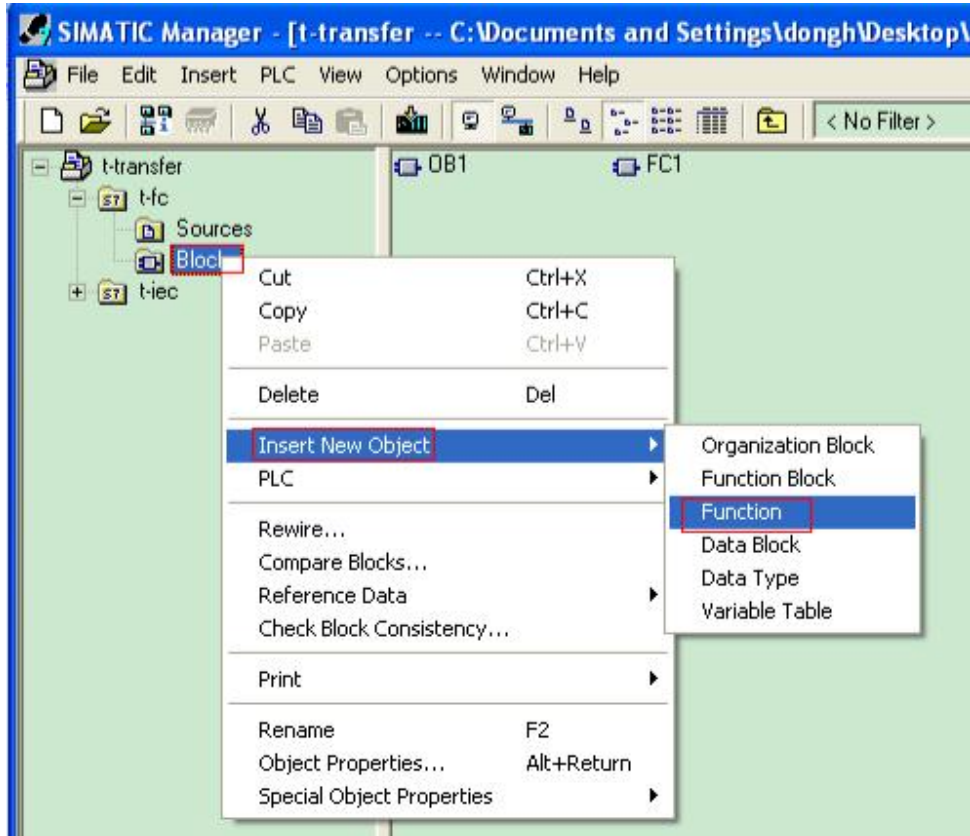 SIMATIC Manager - [t-transfer -- C:\Documents and Settings\dongh\Desktop\
File Edit Insert PLC View Options Window Help
< No Filter >
t-transfer
OB1 FC1
t-fc
Sources
Block
t-iec
Cut Ctrl+X
Copy Ctrl+C
Paste Ctrl+V
Delete Del
Insert New Object
PLC
Rewire...
Compare Blocks...
Reference Data
Check Block Consistency...
Print
Rename F2
Object Properties... Alt+Return
Special Object Properties
Organization Block
Function Block
Function
Data Block
Data Type
Variable Table